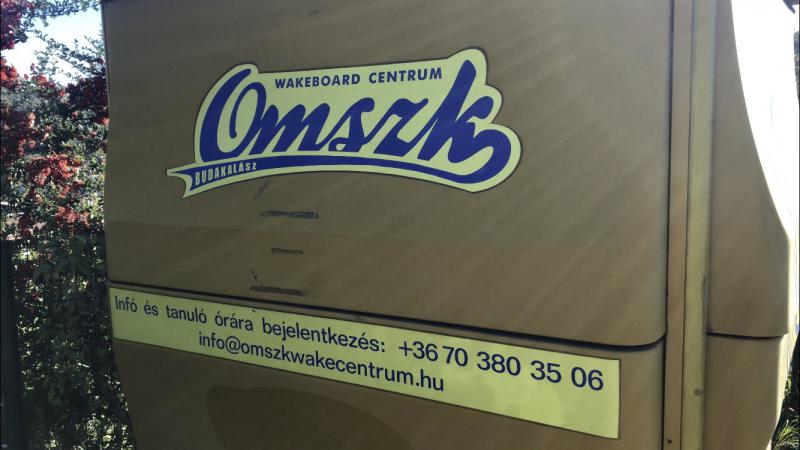 WAKEBOARD CENTRUM
Omszk
BUDAKALÁSZ
Infó és tanuló órára bejelentkezés: +36 70 380 35 06
info@omszkwakecentrum.hu